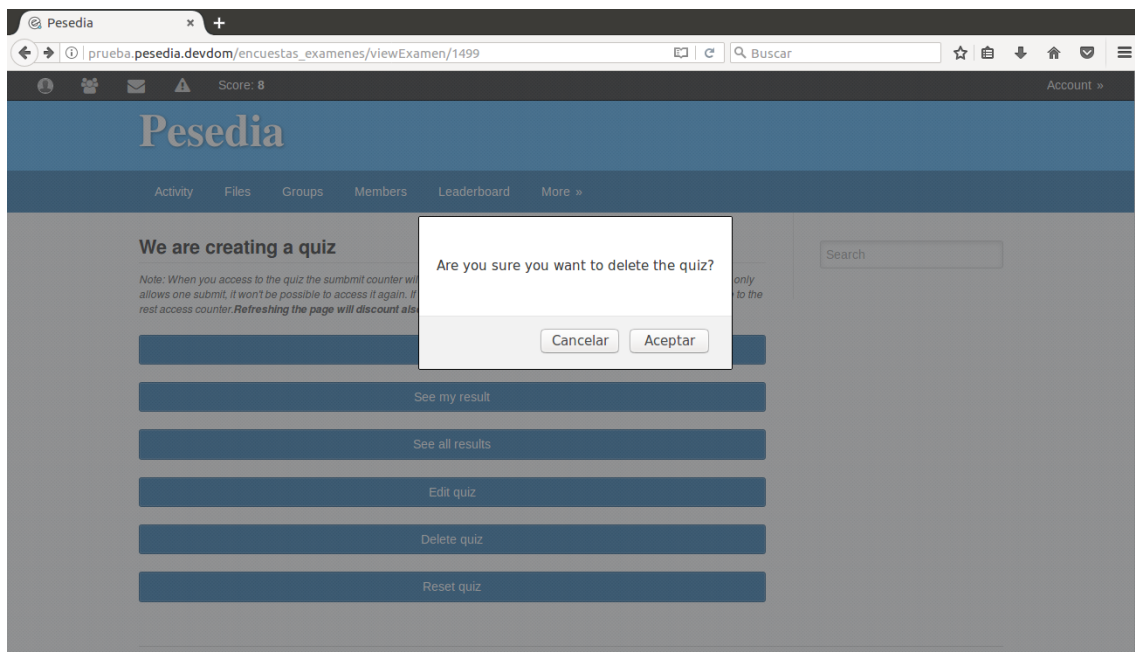 Pesedia
prueba.pesedia.devdom/encuestas_examenes/viewExamen/1499
Buscar
Score: 8
Account »
Pesedia
Activity Files Groups Members Leaderboard More »
We are creating a quiz
Search
Note: When you access to the quiz the sumbmit counter wil
only
allows one submit, it won't be possible to access it again. If
to the
rest access counter.Refreshing the page will discount als
Are you sure you want to delete the quiz?
Cancelar Aceptar
See my result
See all results
Edit quiz
Delete quiz
Reset quiz